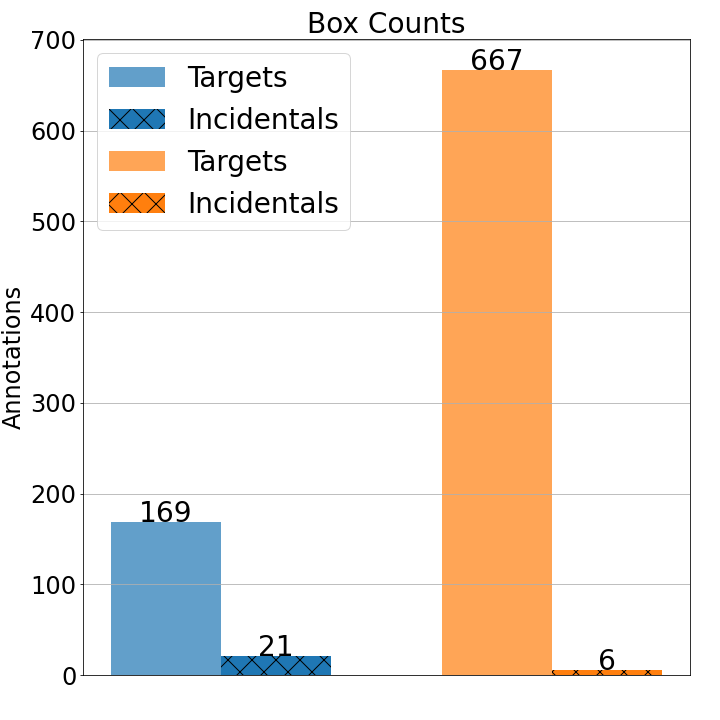 Box Counts
Annotations
700
600
500
400
300
200
100
0
Targets
Incidentals
Targets
Incidentals
169
21
667
6